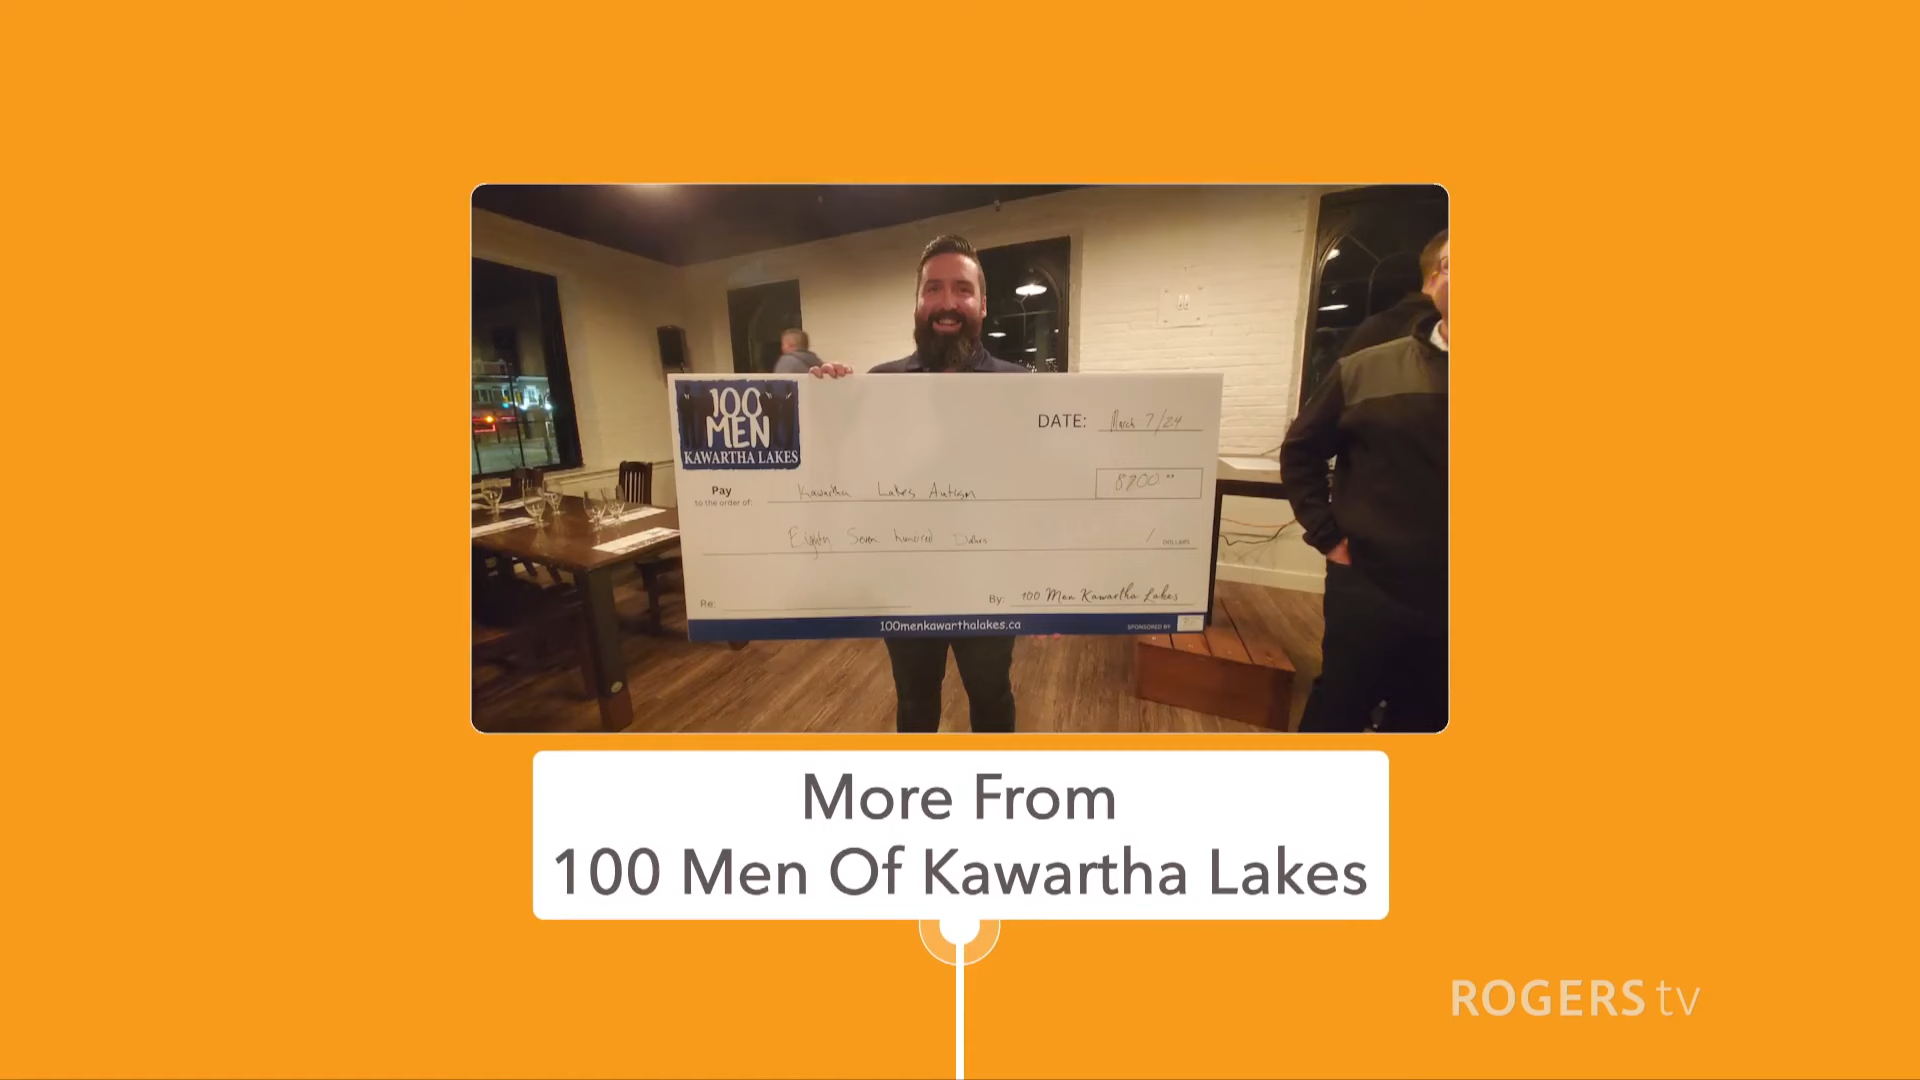 100
MEN
KAWARTHA LAKES
DATE: March 7/24
Pay
to the order of:
Kawartha Lakes Autism
8700.00
Eighty Seven hundred Dollars /
DOLLARS
Re:
By: 100 Men Kawartha Lakes
100menkawarthalakes.ca
SPONSORED BY
More From
100 Men Of Kawartha Lakes
ROGERS tv